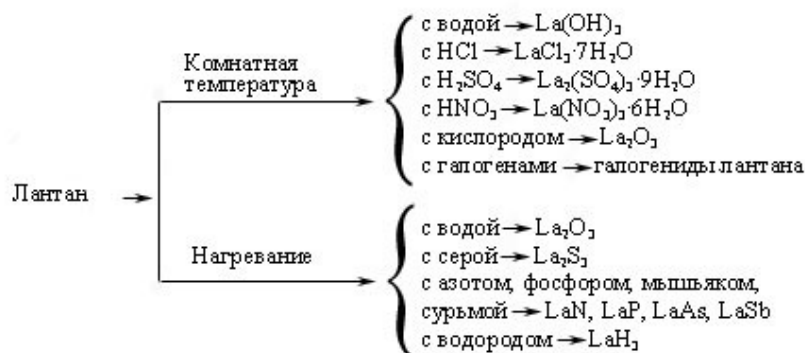 Лантан
Комнатная
температура
с водой → La(OH)₃
с HCl → LaCl₃·7H₂O
с H₂SO₄ → La₂(SO₄)₃·9H₂O
с HNO₃ → La(NO₃)₃·6H₂O
с кислородом → La₂O₃
с галогенами → галогениды лантана
Нагревание
с водой → La₂O₃
с серой → La₂S₃
с азотом, фосфором, мышьяком,
сурьмой → LaN, LaP, LaAs, LaSb
с водородом → LaH₃